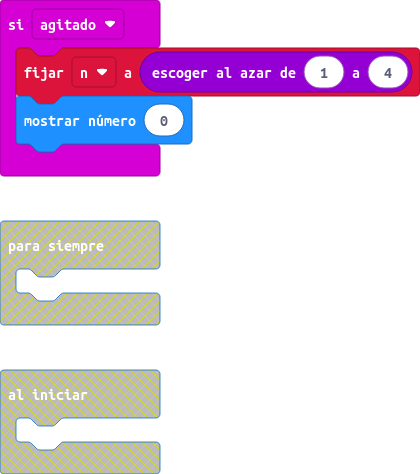 si agitado
fijar n a escoger al azar de 1 a 4
mostrar número 0
para siempre
al iniciar